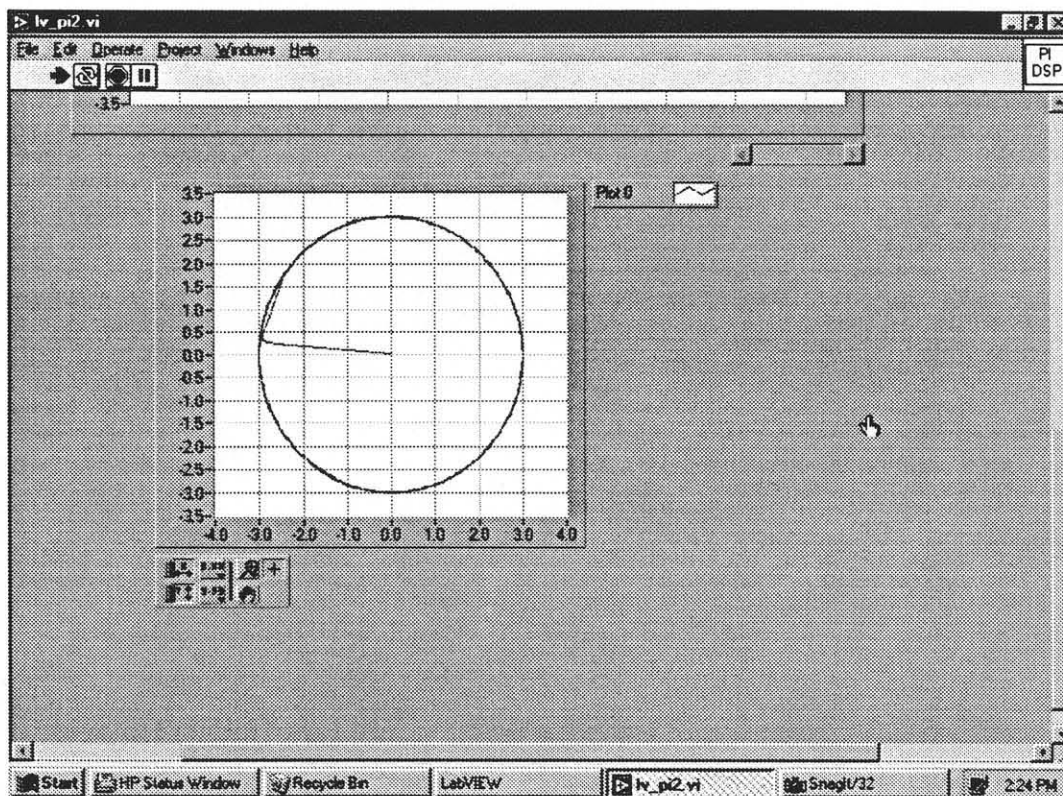 lv_pi2.vi
File Edit Operate Project Windows Help
PI
DSP
-3.5
Plot 0
3.5
3.0
2.5
2.0
1.5
1.0
0.5
0.0
-0.5
-1.0
-1.5
-2.0
-2.5
-3.0
-3.5
-4.0 -3.0 -2.0 -1.0 0.0 1.0 2.0 3.0 4.0
Start HP Status Window Recycle Bin LabVIEW lv_pi2.vi SnagIt/32 2:24 PM